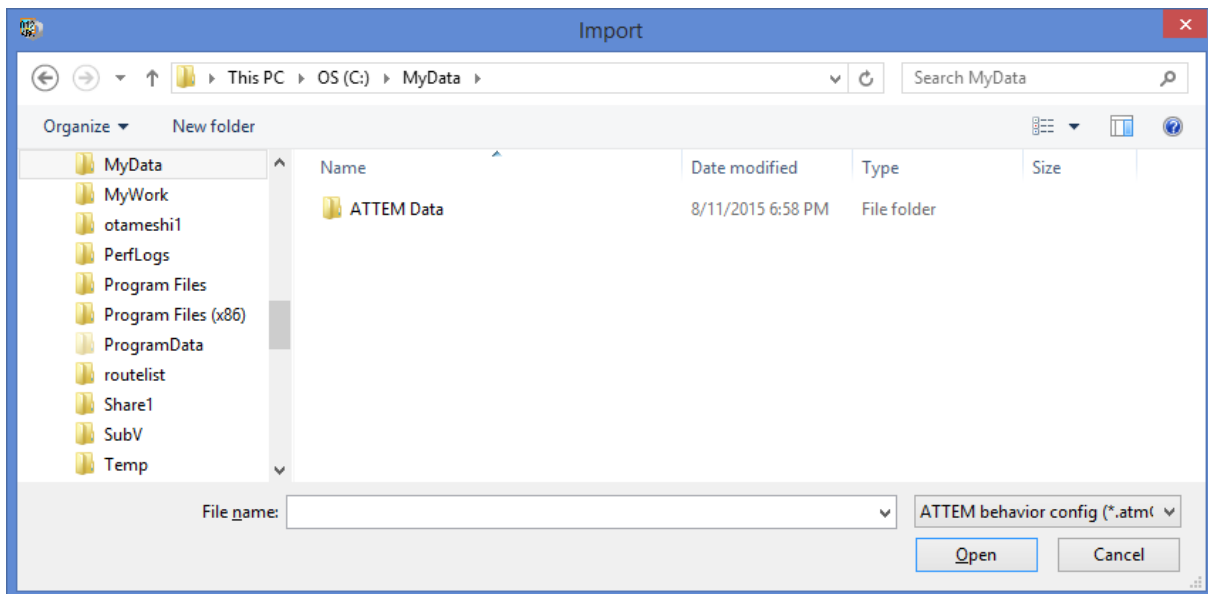 Import
This PC OS (C:) MyData Search MyData
Organize New folder
MyData
MyWork
otameshi1
PerfLogs
Program Files
Program Files (x86)
ProgramData
routelist
Share1
SubV
Temp
Name Date modified Type Size
ATTEM Data 8/11/2015 6:58 PM File folder
File name: ATTEM behavior config (*.atm
Open Cancel